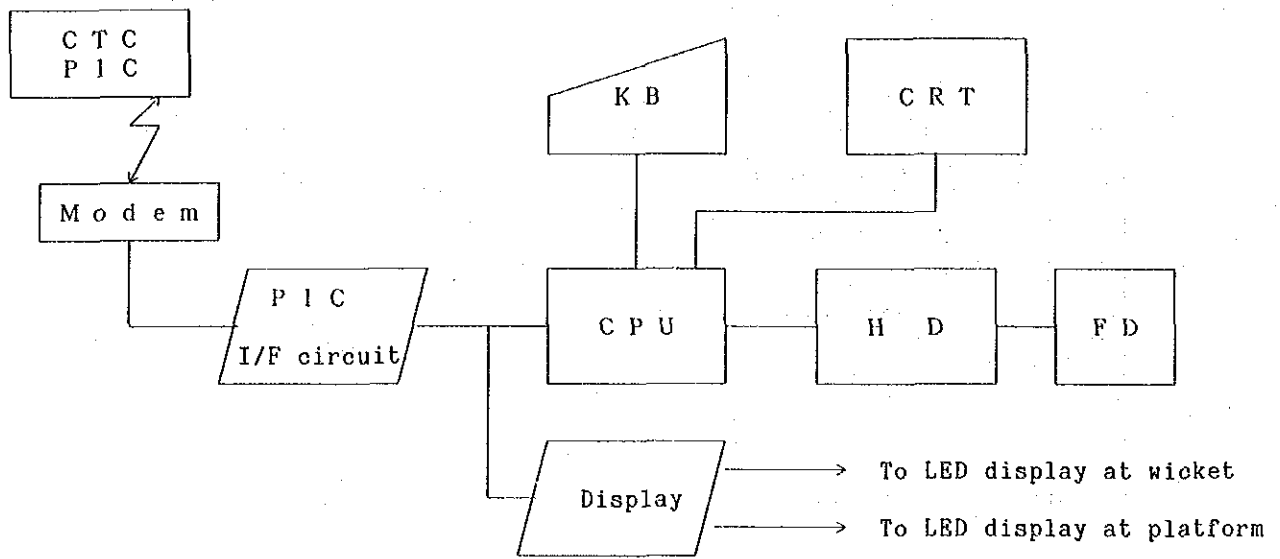 C T C
P I C
K B
C R T
M o d e m
P I C
I/F circuit
C P U
H D
F D
Display
To LED display at wicket
To LED display at platform